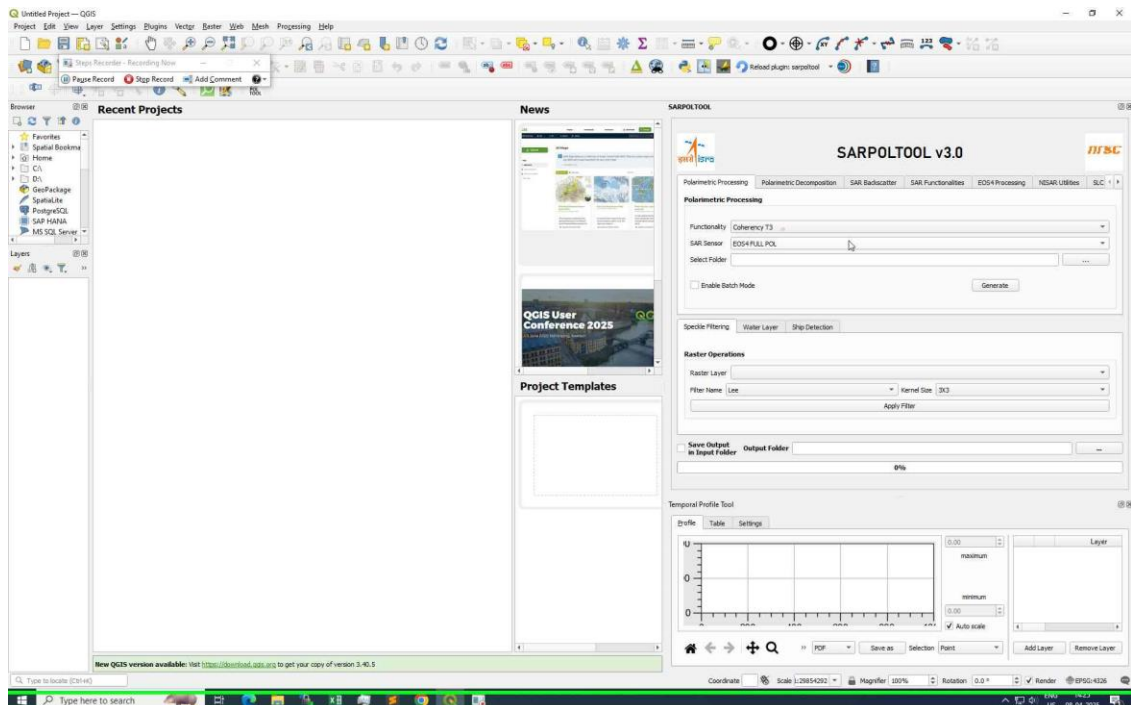 Untitled Project — QGIS
Project Edit View Layer Settings Plugins Vector Raster Web Mesh Processing Help
Steps Recorder - Recording Now
Reload plugin: sarpoltool
Pause Record Stop Record Add Comment
Browser
Favorites
Spatial Bookma
Home
C:\
D:\
GeoPackage
SpatiaLite
PostgreSQL
SAP HANA
MS SQL Server
Layers
Recent Projects
News
QGIS User
Conference 2025
Project Templates
New QGIS version available: Visit https://download.qgis.org to get your copy of version 3.40.5
SARPOLTOOL
इसरो isro
SARPOLTOOL v3.0
nrsc
Polarimetric Processing Polarimetric Decomposition SAR Backscatter SAR Functionalities EOS4 Processing NISAR Utilities SLC
Polarimetric Processing
Functionality Coherency T3
SAR Sensor EOS4 FULL POL
Select Folder ...
Enable Batch Mode Generate
Speckle Filtering Water Layer Ship Detection
Raster Operations
Raster Layer
Filter Name Lee Kernel Size 3X3
Apply Filter
Save Output
in Input Folder Output Folder ...
0%
Temporal Profile Tool
Profile Table Settings
0.00 Layer
maximum
minimum
0.00
Auto scale
PDF Save as Selection Point Add Layer Remove Layer
Type to locate (Ctrl+K) Coordinate Scale 1:29854292 Magnifier 100% Rotation 0.0 ° Render EPSG:4326
Type here to search